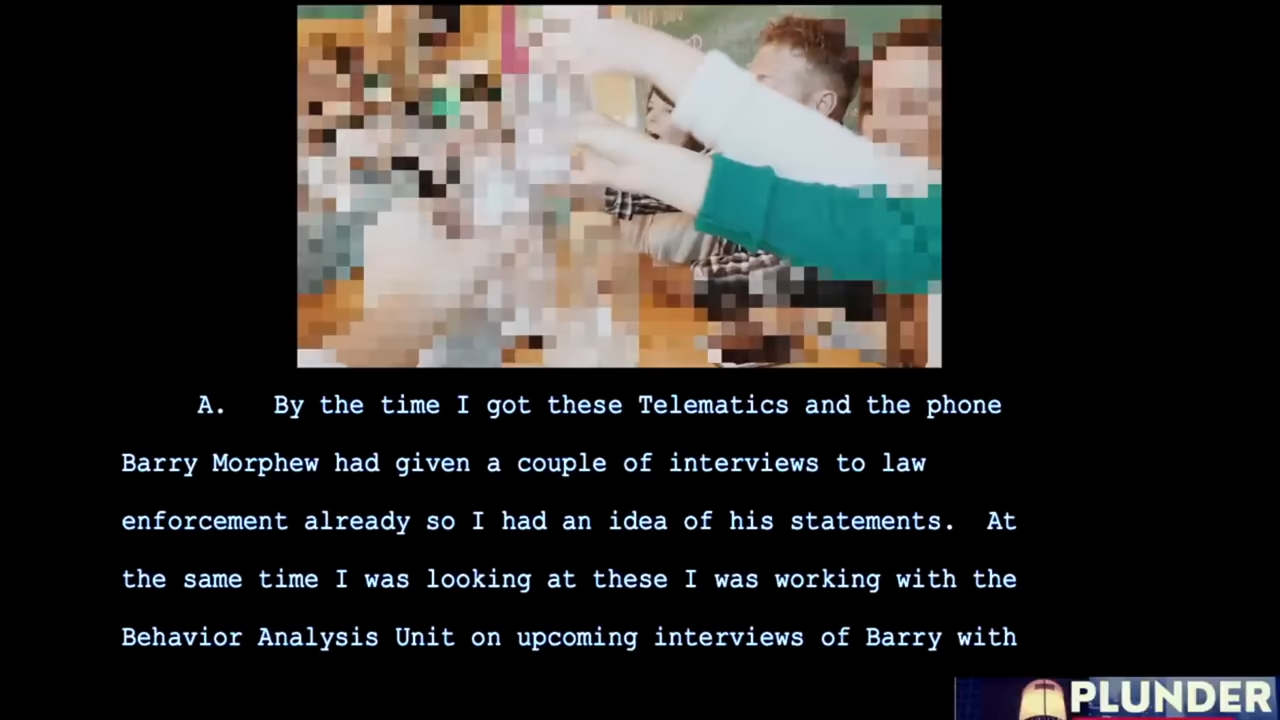 A. By the time I got these Telematics and the phone
Barry Morphew had given a couple of interviews to law
enforcement already so I had an idea of his statements. At
the same time I was looking at these I was working with the
Behavior Analysis Unit on upcoming interviews of Barry with
PLUNDER